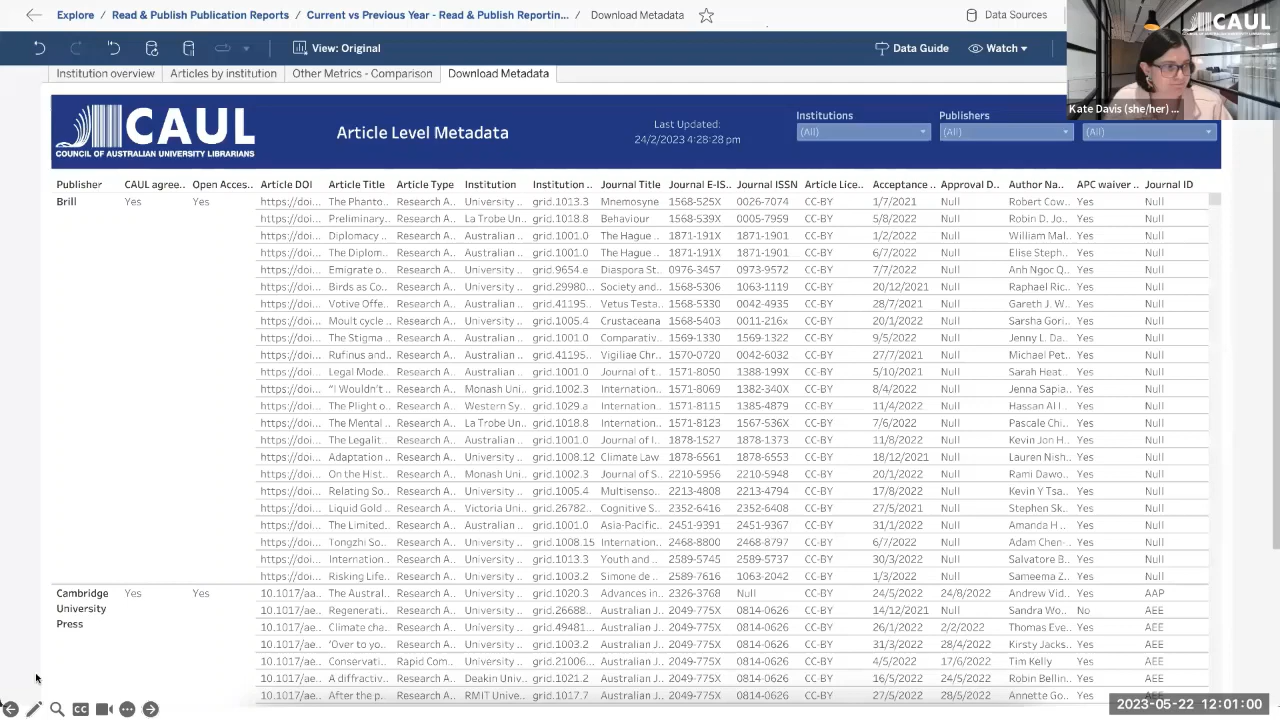 Explore / Read & Publish Publication Reports / Current vs Previous Year - Read & Publish Reportin... / Download Metadata Data Sources
View: Original Data Guide Watch
Institution overview Articles by institution Other Metrics - Comparison Download Metadata
CAUL
COUNCIL OF AUSTRALIAN UNIVERSITY LIBRARIANS
Kate Davis (she/her) ...
CAUL
COUNCIL OF AUSTRALIAN UNIVERSITY LIBRARIANS
Article Level Metadata
Last Updated:
24/2/2023 4:28:28 pm
Institutions Publishers
(All) (All) (All)
Publisher CAUL agree.. Open Acces.. Article DOI Article Title Article Type Institution Institution .. Journal Title Journal E-IS.. Journal ISSN Article Lice.. Acceptance .. Approval D.. Author Na.. APC waiver .. Journal ID
Brill Yes Yes https://doi... The Phanto.. Research A.. University .. grid.1013.3 Mnemosyne 1568-525X 0026-7074 CC-BY 1/7/2021 Null Robert Cow.. Yes Null
https://doi... Preliminary.. Research A.. La Trobe Un.. grid.1018.8 Behaviour 1568-539X 0005-7959 CC-BY 5/8/2022 Null Robin D. Jo.. Yes Null
https://doi... Diplomacy .. Research A.. Australian .. grid.1001.0 The Hague .. 1871-191X 1871-1901 CC-BY 1/2/2022 Null William Mal.. Yes Null
https://doi... The Diplom.. Research A.. Australian .. grid.1001.0 The Hague .. 1871-191X 1871-1901 CC-BY 6/7/2022 Null Elise Steph.. Yes Null
https://doi... Emigrate o.. Research A.. University .. grid.9654.e Diaspora St.. 0976-3457 0973-9572 CC-BY 7/7/2022 Null Anh Ngoc Q.. Yes Null
https://doi... Birds as Co.. Research A.. University .. grid.29980... Society and.. 1568-5306 1063-1119 CC-BY 20/12/2021 Null Raphael Ric.. Yes Null
https://doi... Votive Offe.. Research A.. Australian .. grid.41195.. Vetus Testa.. 1568-5330 0042-4935 CC-BY 28/7/2021 Null Gareth J. W.. Yes Null
https://doi... Moult cycle .. Research A.. University .. grid.1005.4 Crustaceana 1568-5403 0011-216x CC-BY 20/1/2022 Null Sarsha Gori.. Yes Null
https://doi... The Stigma .. Research A.. Australian .. grid.1001.0 Comparativ.. 1569-1330 1569-1322 CC-BY 9/5/2022 Null Jenny L. Da.. Yes Null
https://doi... Rufinus and.. Research A.. Australian .. grid.41195.. Vigiliae Chr.. 1570-0720 0042-6032 CC-BY 27/7/2021 Null Michael Pet.. Yes Null
https://doi... Legal Mode.. Research A.. Australian .. grid.1001.0 Journal of t.. 1571-8050 1388-199X CC-BY 5/10/2021 Null Sarah Heat.. Yes Null
https://doi... "I Wouldn't .. Research A.. Monash Uni.. grid.1002.3 Internation.. 1571-8069 1382-340X CC-BY 8/4/2022 Null Jenna Sapia.. Yes Null
https://doi... The Plight o.. Research A.. Western Sy.. grid.1029.a Internation.. 1571-8115 1385-4879 CC-BY 11/4/2022 Null Hassan Al I .. Yes Null
https://doi... The Mental .. Research A.. La Trobe Un.. grid.1018.8 Internation.. 1571-8123 1567-536X CC-BY 7/6/2022 Null Pascale Chi.. Yes Null
https://doi... The Legalit.. Research A.. Australian .. grid.1001.0 Journal of I.. 1878-1527 1878-1373 CC-BY 11/8/2022 Null Kevin Jon H.. Yes Null
https://doi... Adaptation .. Research A.. University .. grid.1008.12 Climate Law 1878-6561 1878-6553 CC-BY 18/12/2021 Null Lauren Nish.. Yes Null
https://doi... On the Hist.. Research A.. Monash Uni.. grid.1002.3 Journal of S.. 2210-5956 2210-5948 CC-BY 20/1/2022 Null Rami Dawo.. Yes Null
https://doi... Relating So.. Research A.. University .. grid.1005.4 Multisenso.. 2213-4808 2213-4794 CC-BY 17/8/2022 Null Kevin Y Tsa.. Yes Null
https://doi... Liquid Gold .. Research A.. Victoria Uni.. grid.26782.. Cognitive S.. 2352-6416 2352-6408 CC-BY 27/5/2021 Null Stephen Sk.. Yes Null
https://doi... The Limited.. Research A.. Australian .. grid.1001.0 Asia-Pacific.. 2451-9391 2451-9367 CC-BY 31/1/2022 Null Amanda H .. Yes Null
https://doi... Tongzhi So.. Research A.. University .. grid.1008.15 Internation.. 2468-8800 2468-8797 CC-BY 6/7/2022 Null Adam Chen-.. Yes Null
https://doi... Internation.. Research A.. University .. grid.1013.3 Youth and .. 2589-5745 2589-5737 CC-BY 30/3/2022 Null Salvatore B.. Yes Null
https://doi... Risking Life.. Research A.. University .. grid.1003.2 Simone de .. 2589-7616 1063-2042 CC-BY 1/3/2022 Null Sameema Z.. Yes Null
Cambridge Yes Yes 10.1017/aa.. The Austral.. Research A.. University .. grid.1020.3 Advances in.. 2326-3768 Null CC-BY 24/5/2022 24/8/2022 Andrew Vid.. Yes AAP
University 10.1017/ae.. Regenerati.. Research A.. University .. grid.26688.. Australian J.. 2049-775X 0814-0626 CC-BY 14/12/2021 Null Sandra Wo.. No AEE
Press 10.1017/ae.. Climate cha.. Research A.. University .. grid.49481.. Australian J.. 2049-775X 0814-0626 CC-BY 26/1/2022 2/2/2022 Thomas Eve.. Yes AEE
10.1017/ae.. 'Over to yo.. Research A.. University .. grid.1003.2 Australian J.. 2049-775X 0814-0626 CC-BY 31/3/2022 28/4/2022 Kirsty Jacks.. Yes AEE
10.1017/ae.. Conservati.. Rapid Com.. University .. grid.21006.. Australian J.. 2049-775X 0814-0626 CC-BY 4/5/2022 17/6/2022 Tim Kelly Yes AEE
10.1017/ae.. A diffractiv.. Research A.. Deakin Univ.. grid.1021.2 Australian J.. 2049-775X 0814-0626 CC-BY 16/5/2022 24/5/2022 Robin Bellin.. Yes AEE
10.1017/ae.. After the p.. Research A.. RMIT Unive.. grid.1017.7 Australian J.. 2049-775X 0814-0626 CC-BY 27/5/2022 28/5/2022 Annette Go.. Yes AEE
CC
2023-05-22 12:01:00